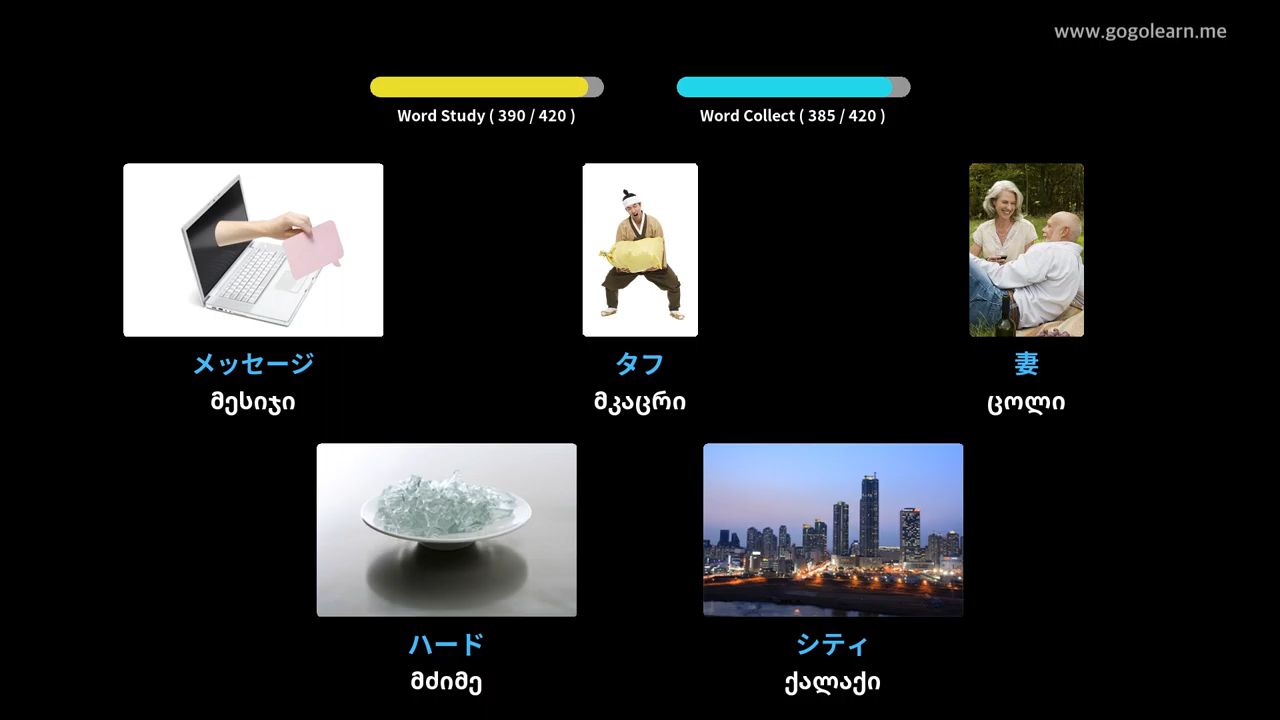 www.gogolearn.me
Word Study ( 390 / 420 )
Word Collect ( 385 / 420 )
メッセージ
მესიჯი
タフ
მკაცრი
妻
ცოლი
ハード
მძიმე
シティ
ქალაქი